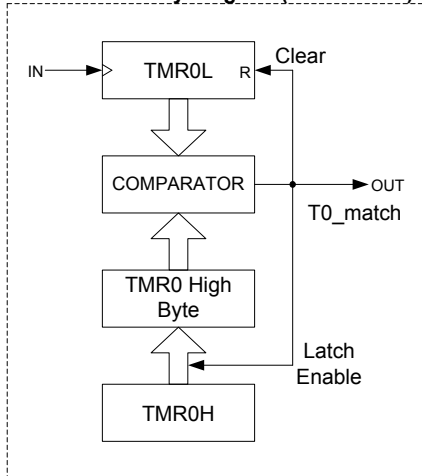 IN
TMR0L
R
Clear
COMPARATOR
OUT
T0_match
TMR0 High
Byte
Latch
Enable
TMR0H